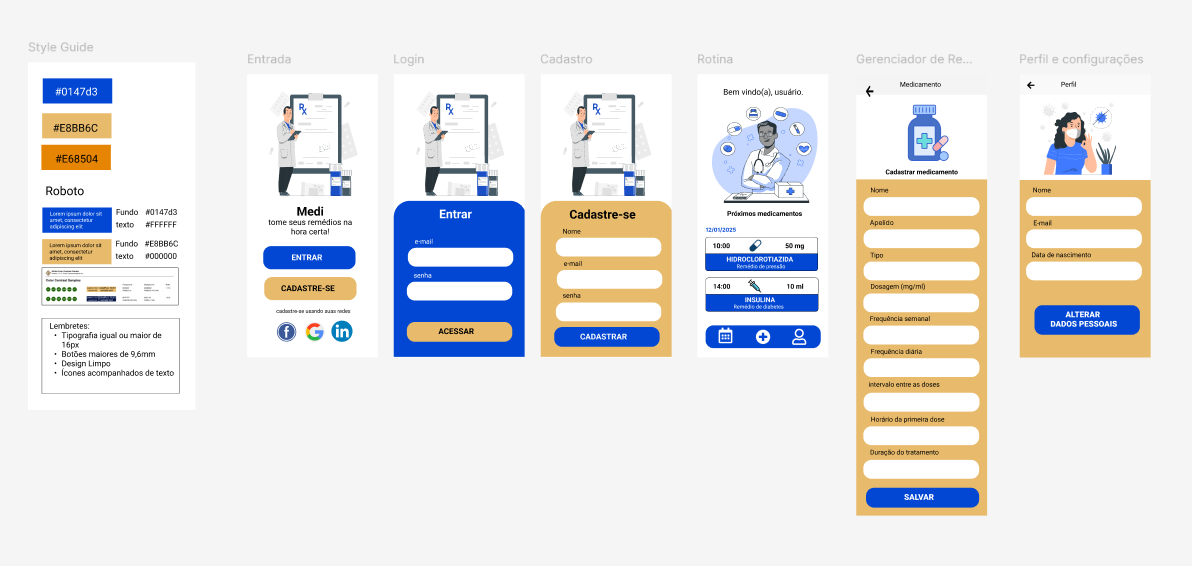 Style Guide
#0147d3
#E8BB6C
#E68504
Roboto
Lorem ipsum dolor sit
amet, consectetur
adipiscing elit
Fundo #0147d3
texto #FFFFFF
Lorem ipsum dolor sit
amet, consectetur
adipiscing elit
Fundo #E8BB6C
texto #000000
Color Contrast Samples
Lembretes:
• Tipografia igual ou maior de
16px
• Botões maiores de 9,6mm
• Design Limpo
• Ícones acompanhados de texto
Entrada
Rx
Medi
tome seus remédios na
hora certa!
ENTRAR
CADASTRE-SE
cadastre-se usando suas redes
f
G
in
Login
Rx
Entrar
e-mail
senha
ACESSAR
Cadastro
Rx
Cadastre-se
Nome
e-mail
senha
CADASTRAR
Rotina
Bem vindo(a), usuário.
Próximos medicamentos
12/01/2025
10:00 50 mg
HIDROCLOROTIAZIDA
Remédio de pressão
14:00 10 ml
INSULINA
Remédio de diabetes
Gerenciador de Re...
Medicamento
Cadastrar medicamento
Nome
Apelido
Tipo
Dosagem (mg/ml)
Frequência semanal
Frequência diária
intervalo entre as doses
Horário da primeira dose
Duração do tratamento
SALVAR
Perfil e configurações
Perfil
Nome
E-mail
Data de nascimento
ALTERAR
DADOS PESSOAIS